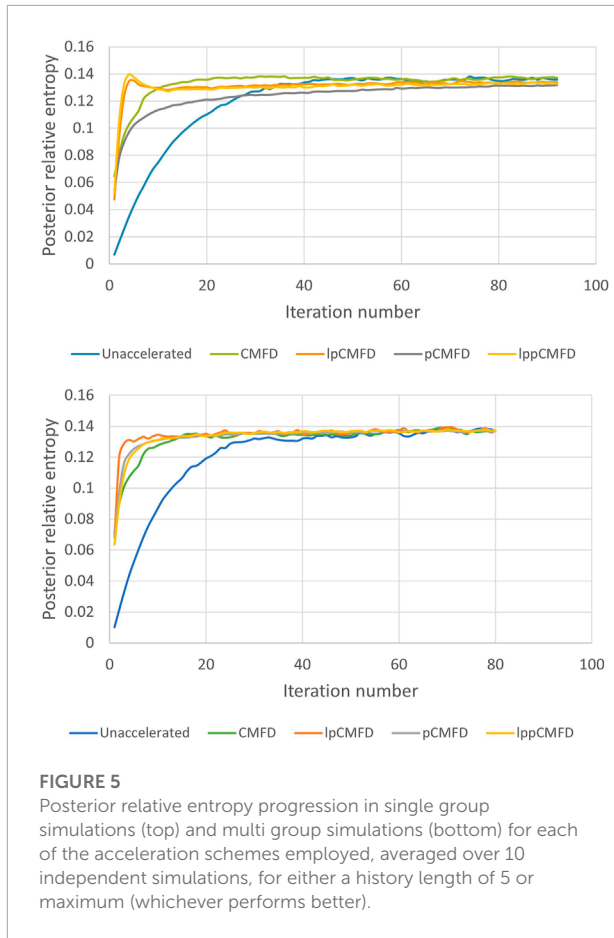 0.16
0.14
0.12
0.1
0.08
0.06
0.04
0.02
0
Posterior relative entropy
0 20 40 60 80 100
Iteration number
Unaccelerated CMFD lpCMFD pCMFD lppCMFD
0.16
0.14
0.12
0.1
0.08
0.06
0.04
0.02
0
Posterior relative entropy
0 20 40 60 80 100
Iteration number
Unaccelerated CMFD lpCMFD pCMFD lppCMFD
FIGURE 5
Posterior relative entropy progression in single group
simulations (top) and multi group simulations (bottom) for each
of the acceleration schemes employed, averaged over 10
independent simulations, for either a history length of 5 or
maximum (whichever performs better).